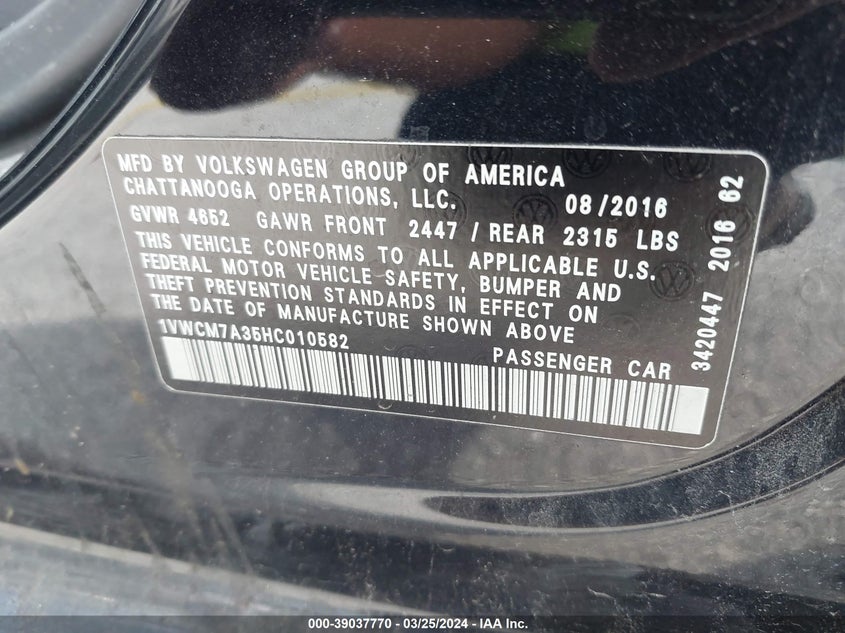 MFD BY VOLKSWAGEN GROUP OF AMERICA
CHATTANOOGA OPERATIONS, LLC. 08/2016
GVWR 4652 GAWR FRONT 2447 / REAR 2315 LBS
THIS VEHICLE CONFORMS TO ALL APPLICABLE U.S.
FEDERAL MOTOR VEHICLE SAFETY, BUMPER AND
THEFT PREVENTION STANDARDS IN EFFECT ON
THE DATE OF MANUFACTURE SHOWN ABOVE.
1VWCM7A35HC010582
PASSENGER CAR
3420447 2016 62
000-39037770 - 03/25/2024 - IAA Inc.